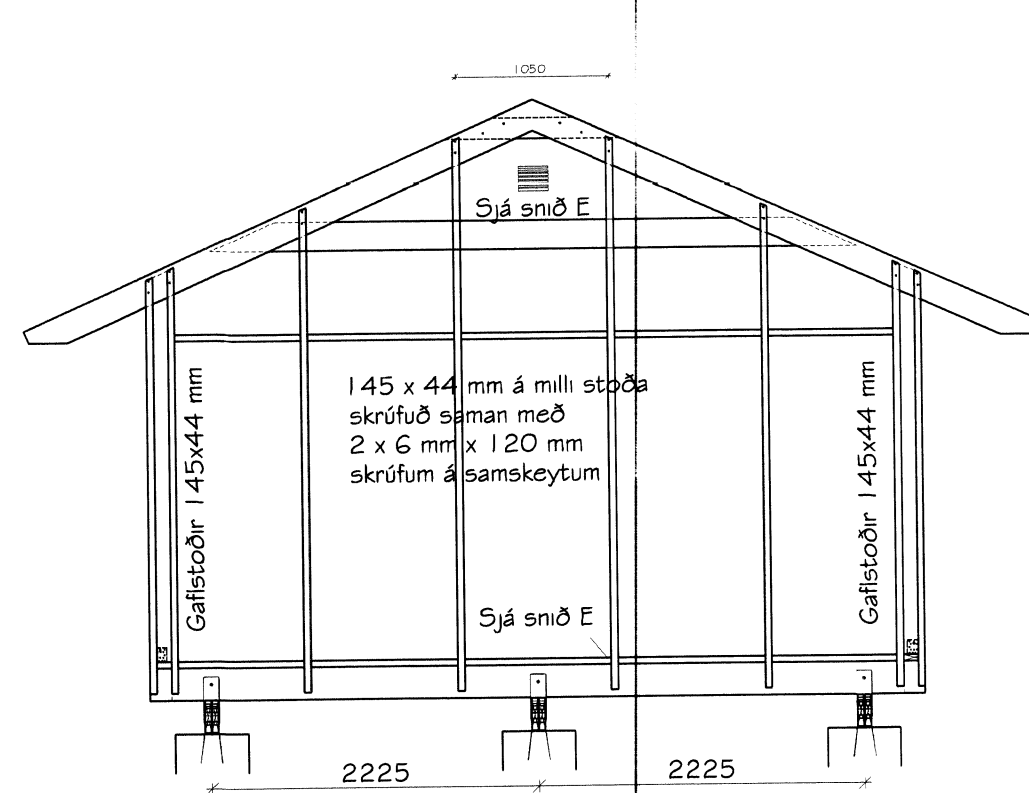 1050
Sjá snið E
145 x 44 mm á milli stoða
skrúfuð saman með
2 x 6 mm x 120 mm
skrúfum á samskeytum
Gaflstoðir 145x44 mm
Gaflstoðir 145x44 mm
Sjá snið E
2225
2225